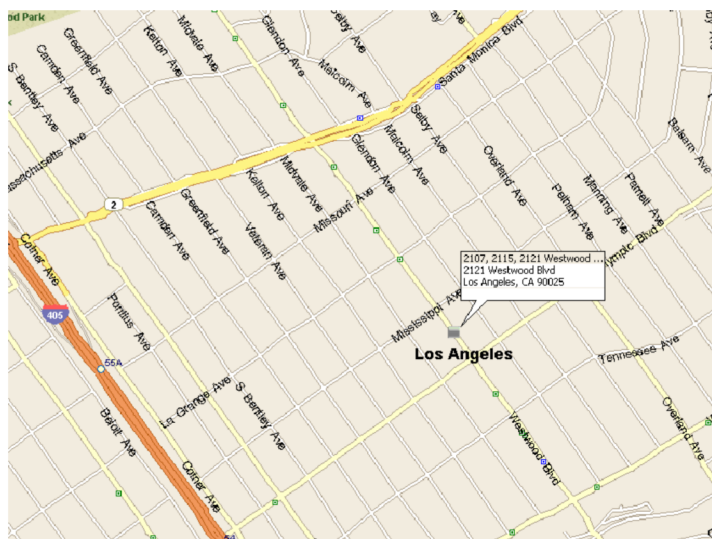 od Park
Greenfield Ave
Camden Ave
S Bentley Ave
Kelton Ave
Midvale Ave
Glendon Ave
Selby Ave
Santa Monica Blvd
Malcolm Ave
assachusetts Ave
2
Camden Ave
Greenfield Ave
Veteran Ave
Kelton Ave
Midvale Ave
Missouri Ave
Glendon Ave
Malcolm Ave
Selby Ave
Overland Ave
Pelham Ave
Manning Ave
Parnell Ave
Balsam Ave
lympic Blvd
Cotner Ave
405
Pontius Ave
55A
2107, 2115, 2121 Westwood ...
2121 Westwood Blvd
Los Angeles, CA 90025
Mississippi Ave
Los Angeles
Tennessee Ave
La Grange Ave
S Bentley Ave
Beloit Ave
Cotner Ave
Westwood Blvd
Overland Ave